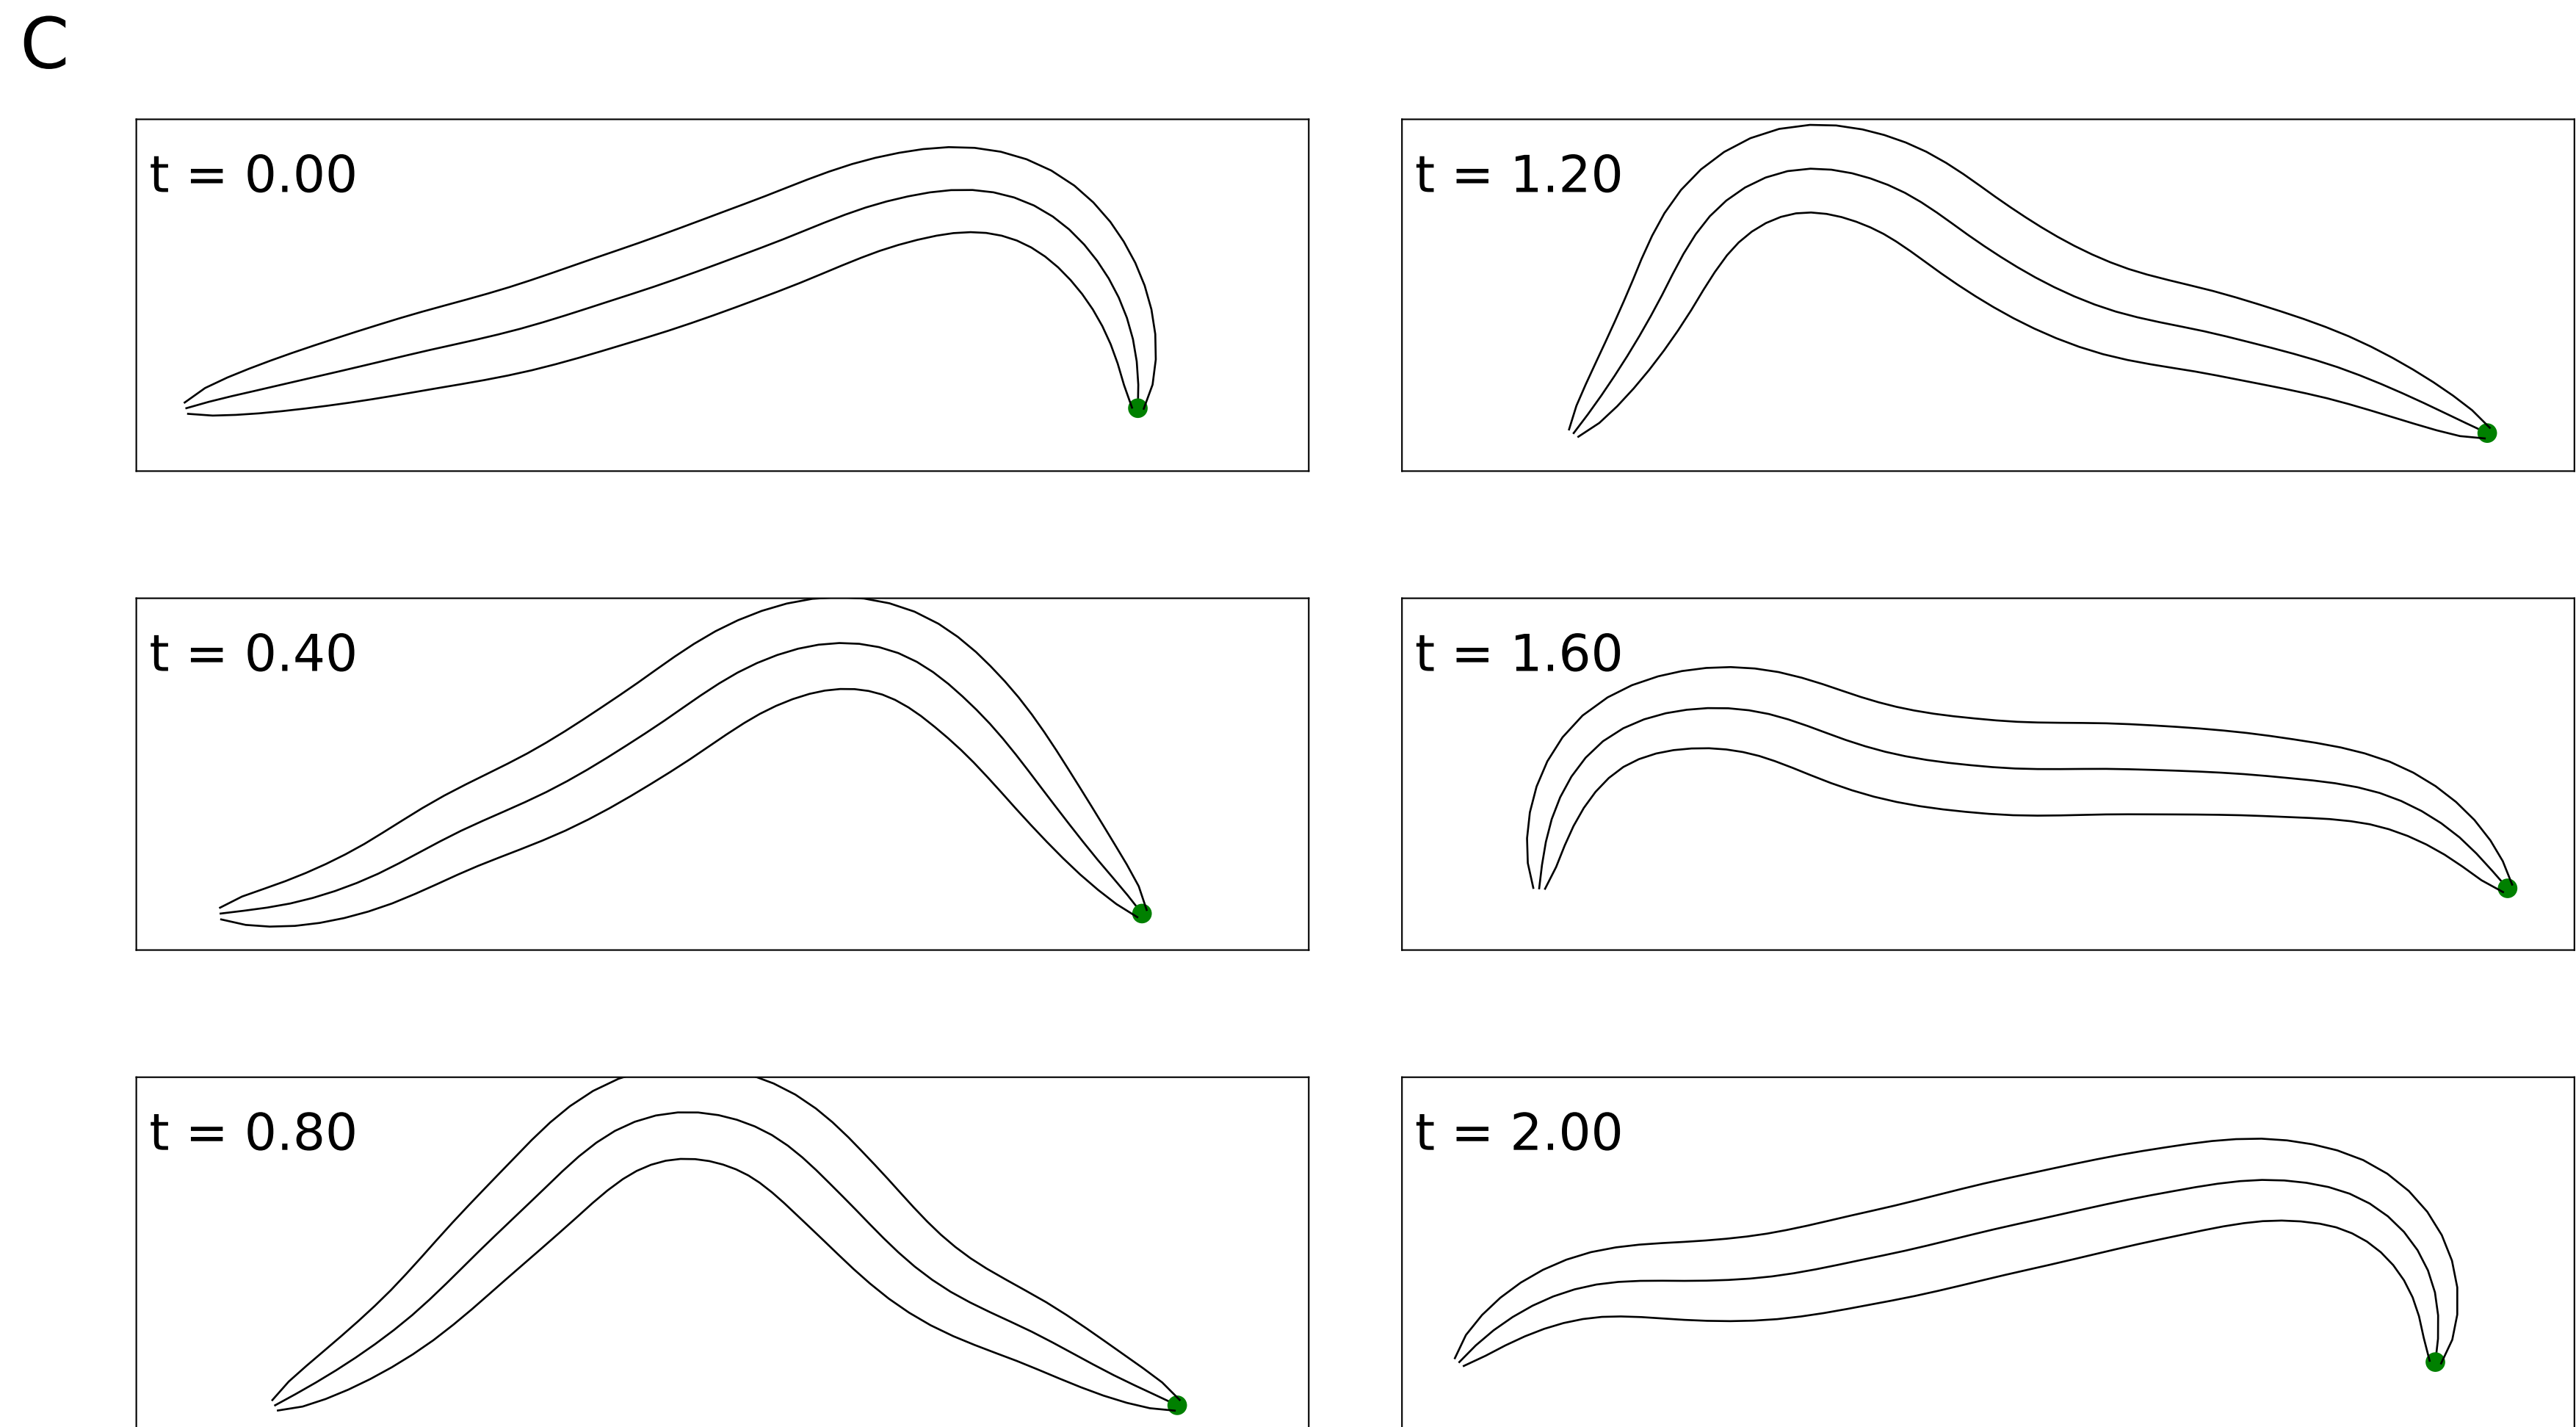 C
t = 0.00
t = 1.20
t = 0.40
t = 1.60
t = 0.80
t = 2.00